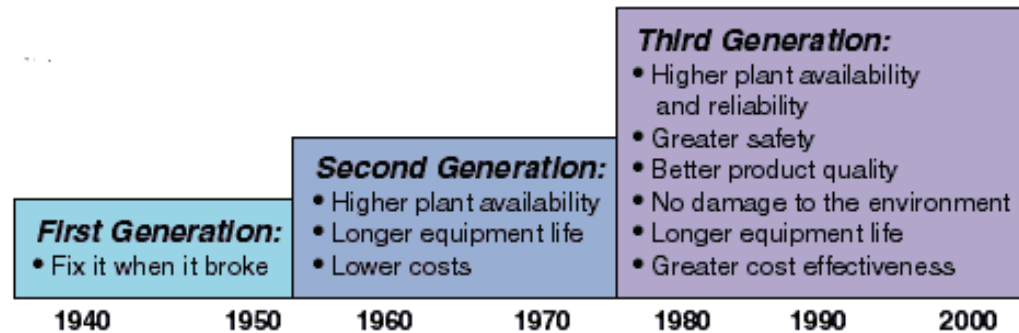 First Generation:
• Fix it when it broke
Second Generation:
• Higher plant availability
• Longer equipment life
• Lower costs
Third Generation:
• Higher plant availability
and reliability
• Greater safety
• Better product quality
• No damage to the environment
• Longer equipment life
• Greater cost effectiveness
1940 1950 1960 1970 1980 1990 2000